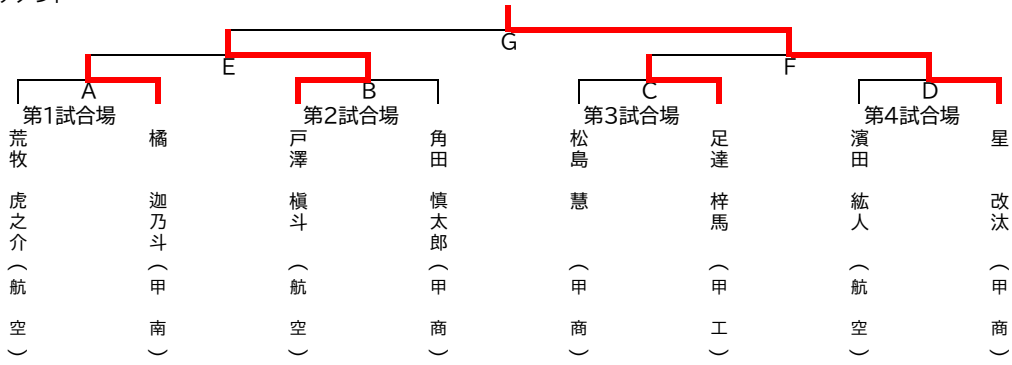 G
E
F
A
B
C
D
第1試合場
第2試合場
第3試合場
第4試合場
荒牧 虎之介 (航空)
橘 迦乃斗 (甲南)
戸澤 槇斗 (航空)
角田 慎太郎 (甲商)
松島 慧 (甲商)
足達 梓馬 (甲工)
濱田 紘人 (航空)
星 改汰 (甲商)